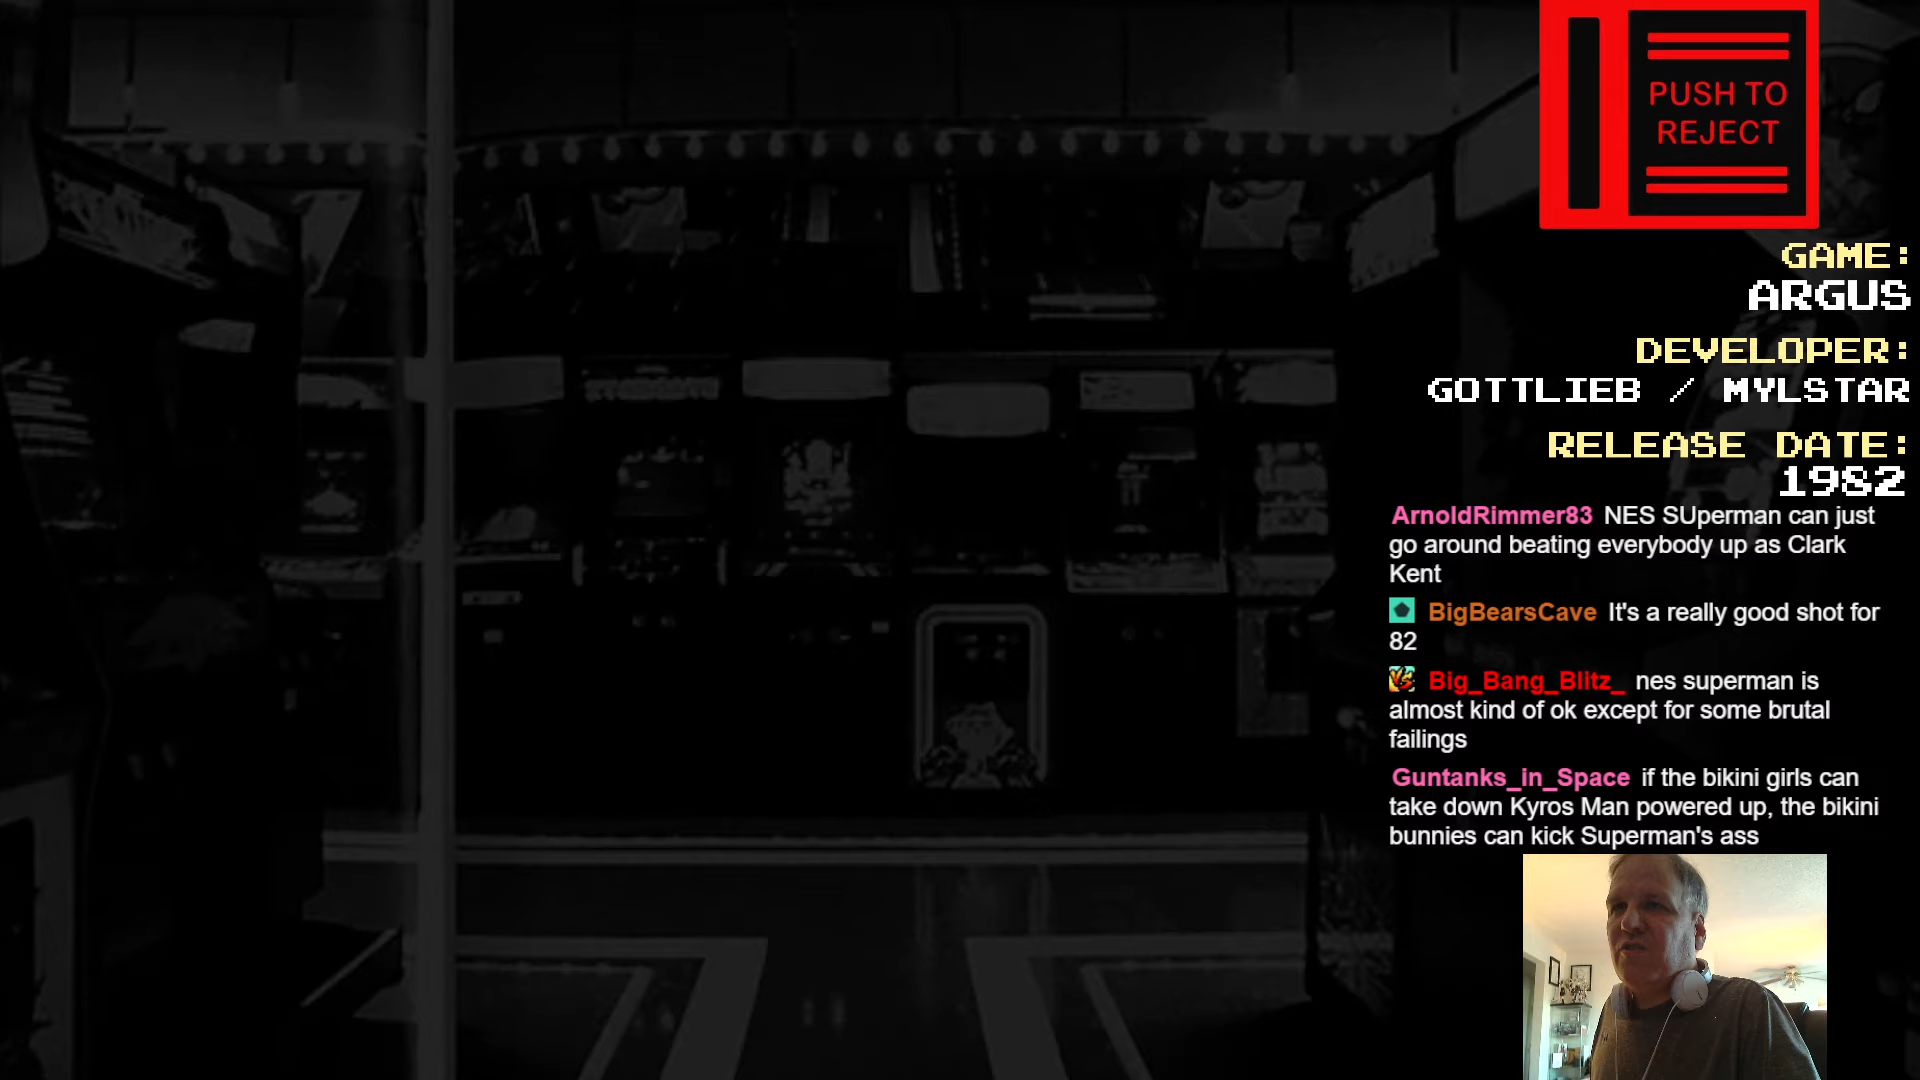 PUSH TO
REJECT
GAME:
ARGUS
DEVELOPER:
GOTTLIEB / MYLSTAR
RELEASE DATE:
1982
ArnoldRimmer83 NES SUperman can just
go around beating everybody up as Clark
Kent
BigBearsCave It's a really good shot for
82
Big_Bang_Blitz_ nes superman is
almost kind of ok except for some brutal
failings
Guntanks_in_Space if the bikini girls can
take down Kyros Man powered up, the bikini
bunnies can kick Superman's ass